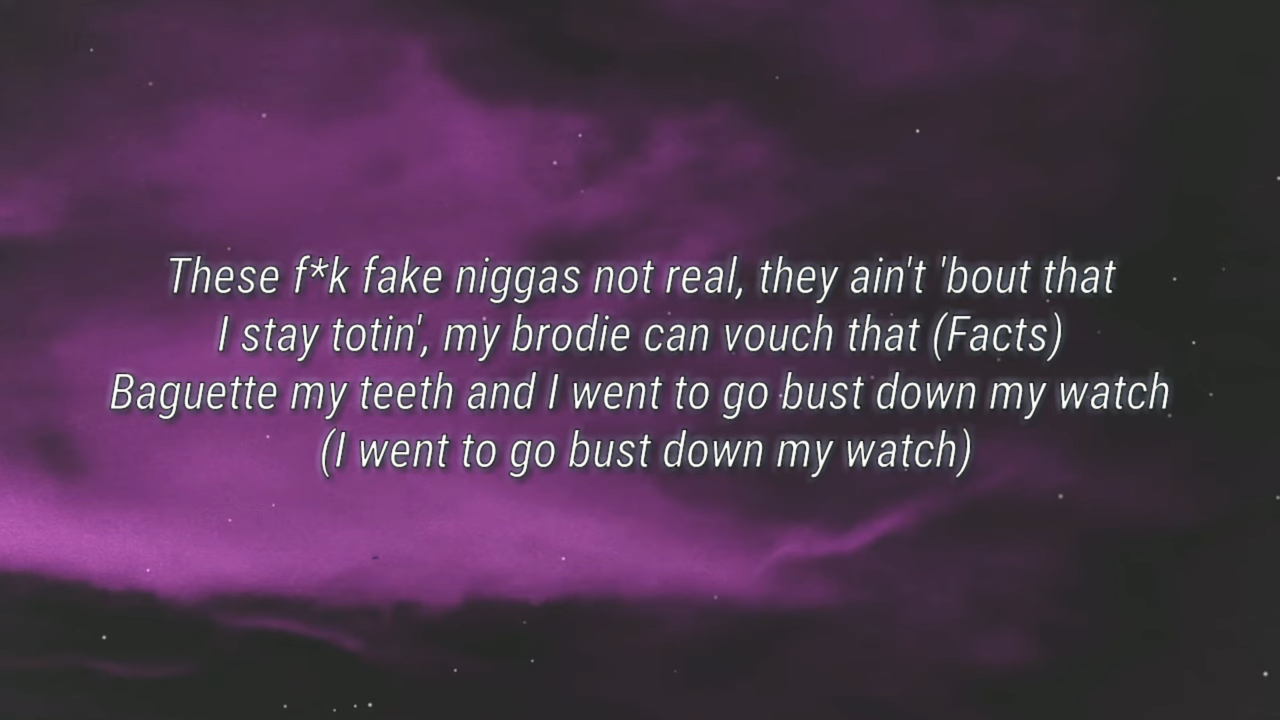 These f*k fake niggas not real, they ain't 'bout that
I stay totin', my brodie can vouch that (Facts)
Baguette my teeth and I went to go bust down my watch
(I went to go bust down my watch)